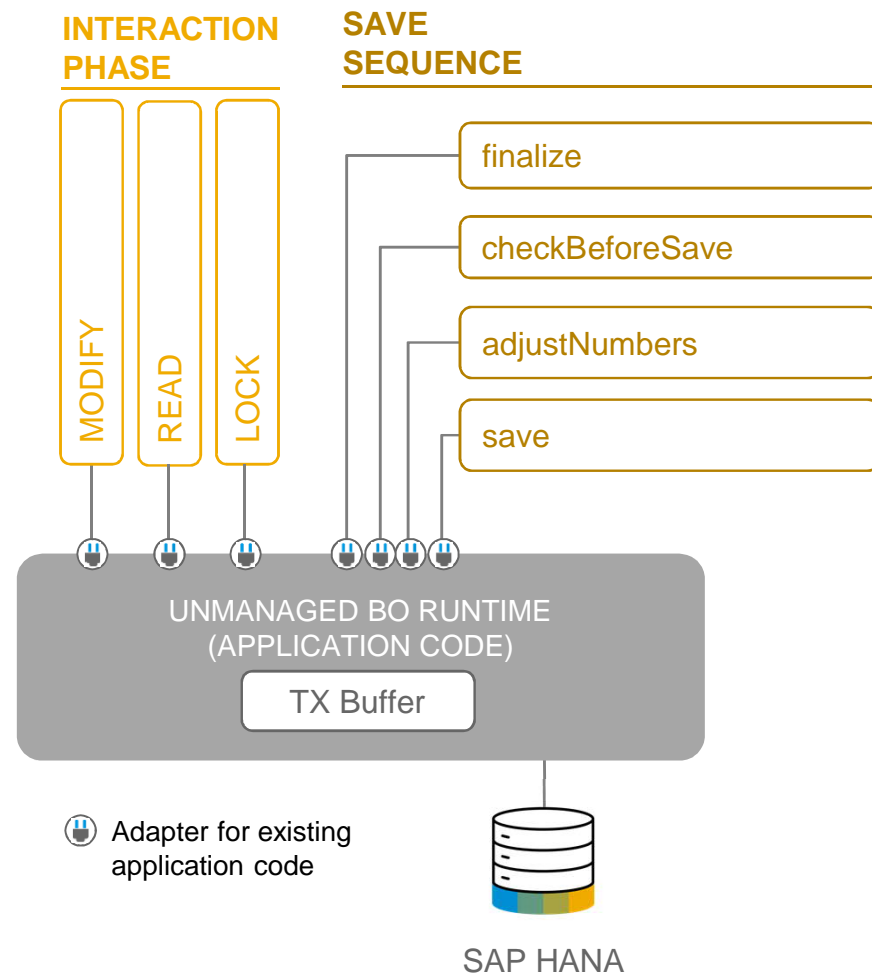 INTERACTION
PHASE
SAVE
SEQUENCE
MODIFY
READ
LOCK
finalize
checkBeforeSave
adjustNumbers
save
UNMANAGED BO RUNTIME
(APPLICATION CODE)
TX Buffer
Adapter for existing
application code
SAP HANA